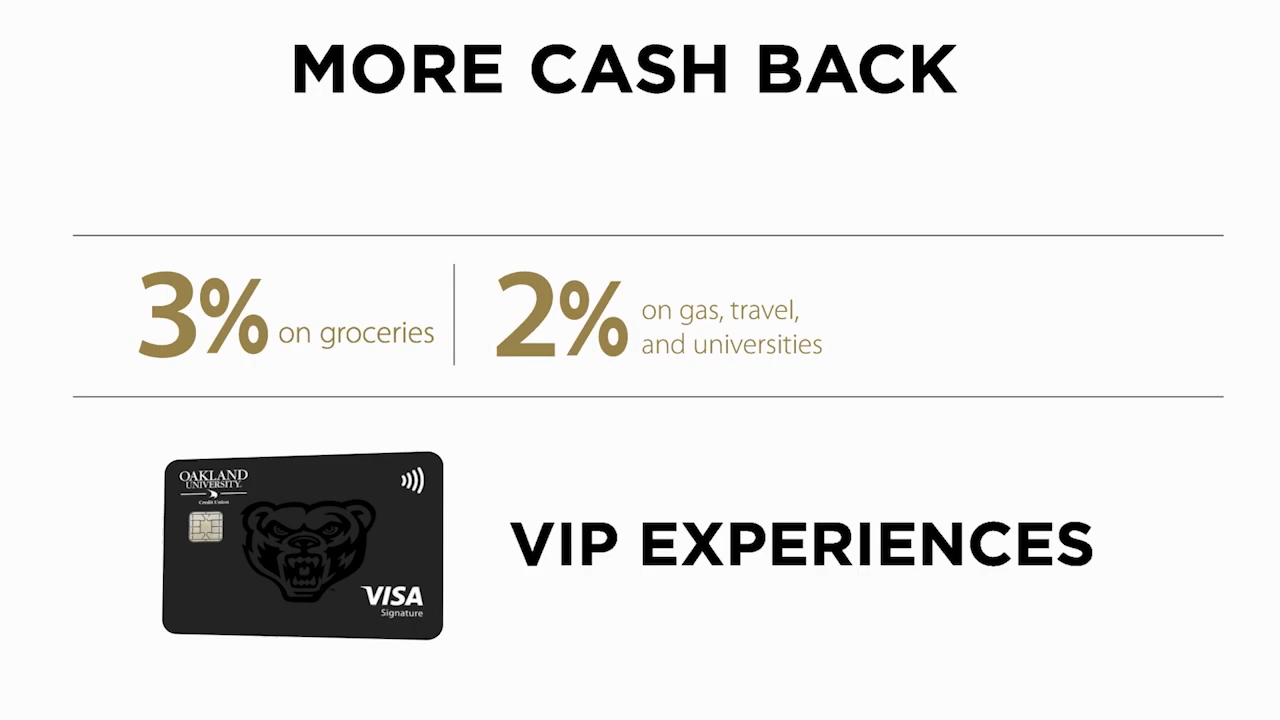 MORE CASH BACK
3% on groceries
2% on gas, travel,
and universities
OAKLAND
UNIVERSITY
Credit Union
VISA
Signature
VIP EXPERIENCES